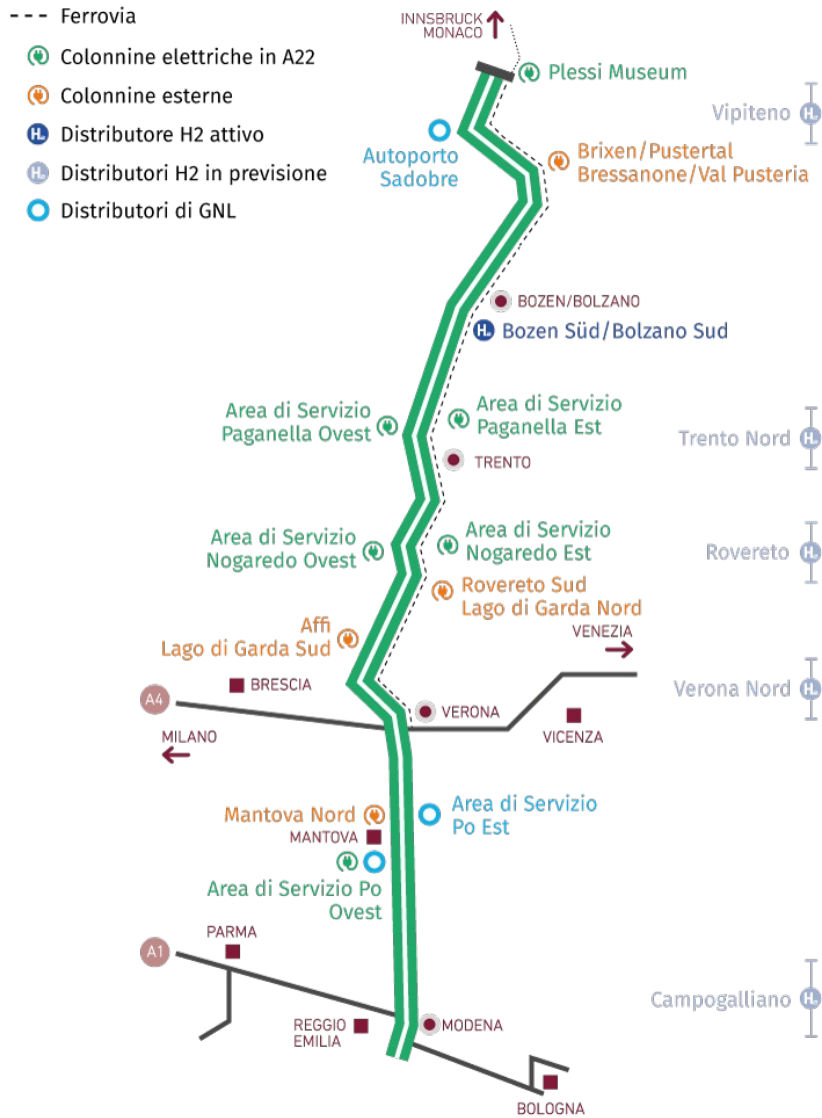 Ferrovia
Colonnine elettriche in A22
Colonnine esterne
Distributore H2 attivo
Distributori H2 in previsione
Distributori di GNL
INNSBRUCK
MONACO
Plessi Museum
Vipiteno
Autoporto
Sadobre
Brixen/Pustertal
Bressanone/Val Pusteria
BOZEN/BOLZANO
Bozen Süd/Bolzano Sud
Area di Servizio
Paganella Ovest
Area di Servizio
Paganella Est
Trento Nord
TRENTO
Area di Servizio
Nogaredo Ovest
Area di Servizio
Nogaredo Est
Rovereto
Rovereto Sud
Lago di Garda Nord
Affi
Lago di Garda Sud
VENEZIA
BRESCIA
A4
VERONA
Verona Nord
MILANO
VICENZA
Mantova Nord
Area di Servizio
Po Est
MANTOVA
Area di Servizio Po
Ovest
PARMA
A1
Campogalliano
REGGIO
EMILIA
MODENA
BOLOGNA